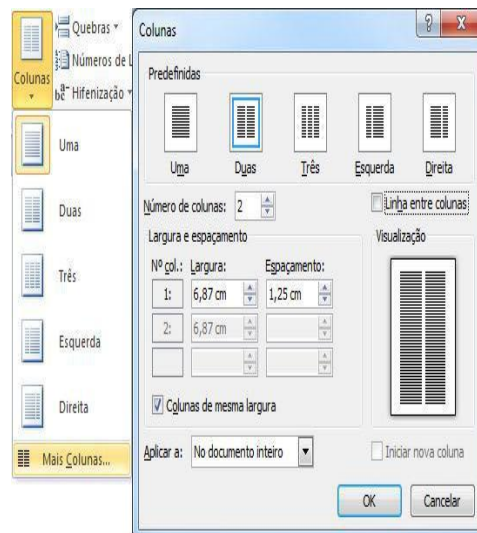 Quebras
Números de L
Colunas
Hifenização
Uma
Duas
Três
Esquerda
Direita
Mais Colunas...
Colunas
Predefinidas
Uma Duas Três Esquerda Direita
Número de colunas: 2 Linha entre colunas
Largura e espaçamento Visualização
Nº col.: Largura: Espaçamento:
1: 6,87 cm 1,25 cm
2: 6,87 cm
Colunas de mesma largura
Aplicar a: No documento inteiro Iniciar nova coluna
OK Cancelar